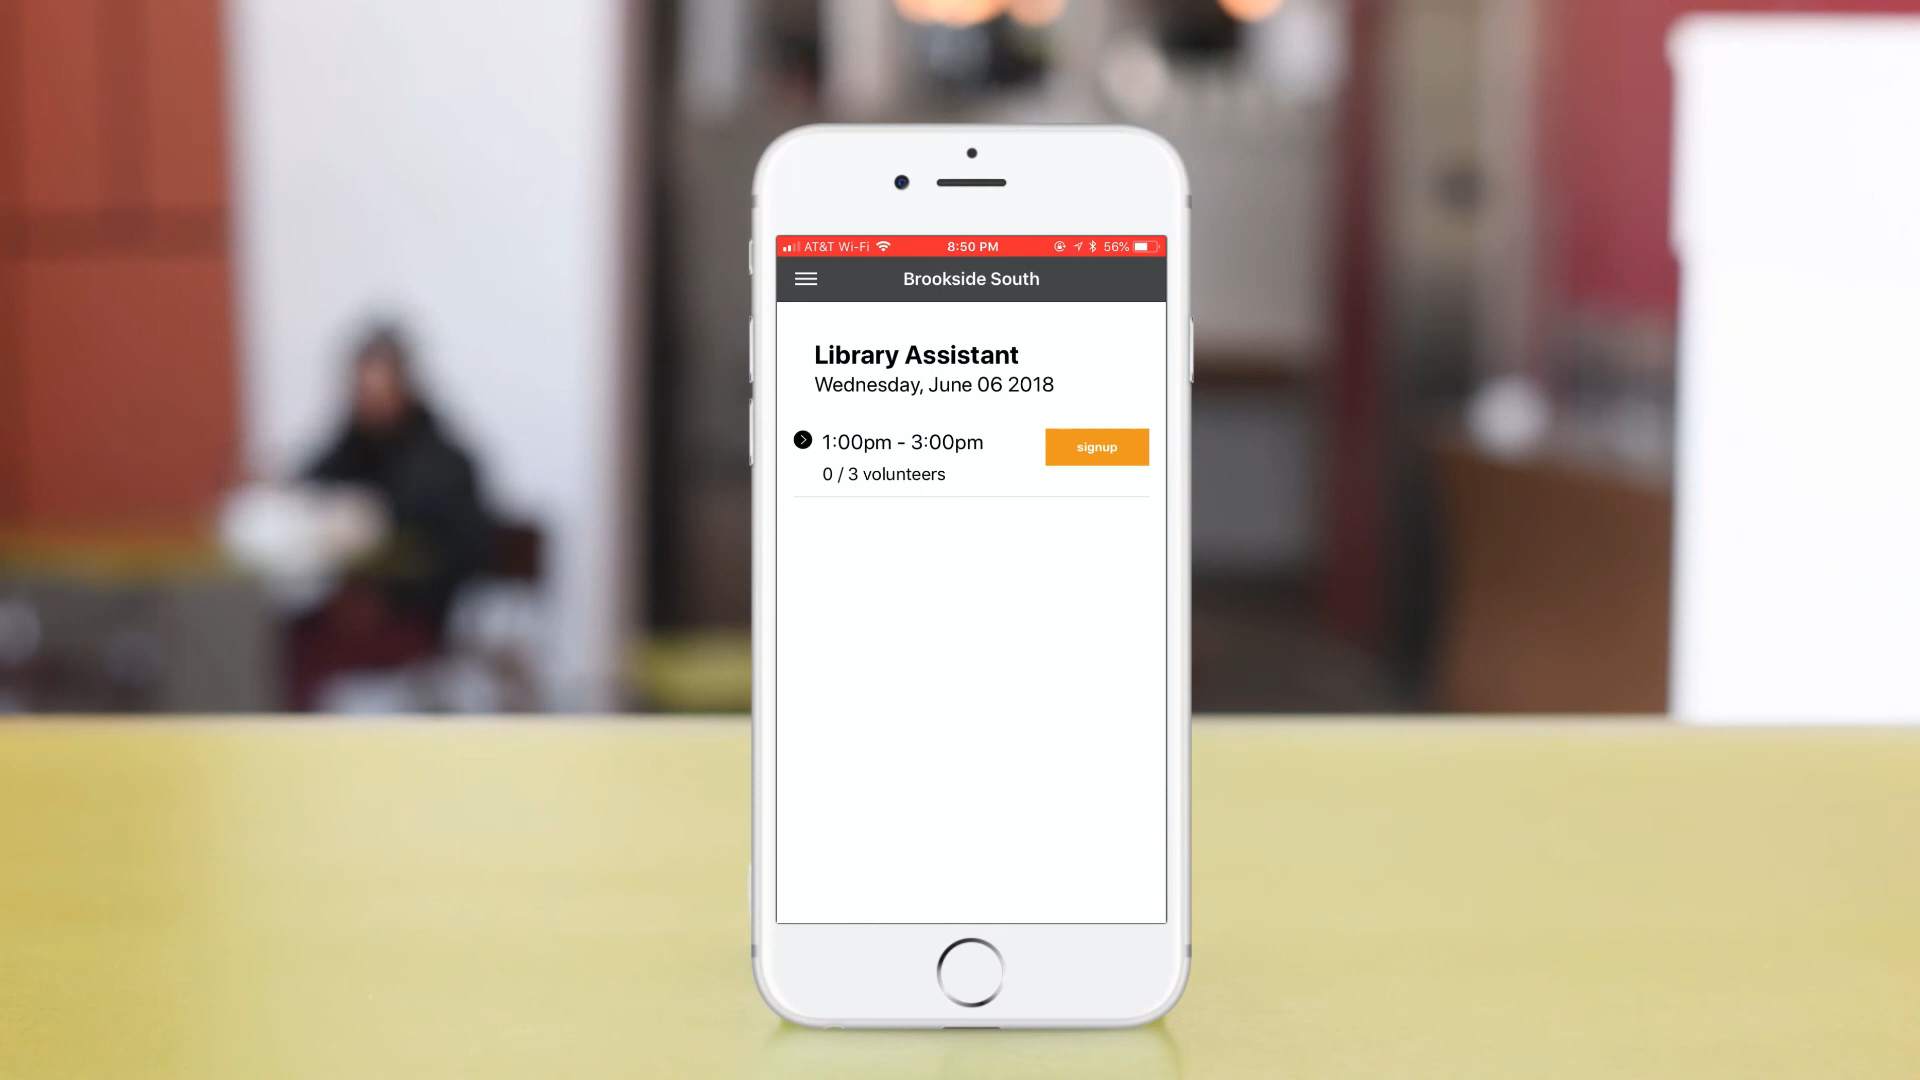 AT&T Wi-Fi 8:50 PM 56%
Brookside South
Library Assistant
Wednesday, June 06 2018
1:00pm - 3:00pm
signup
0 / 3 volunteers